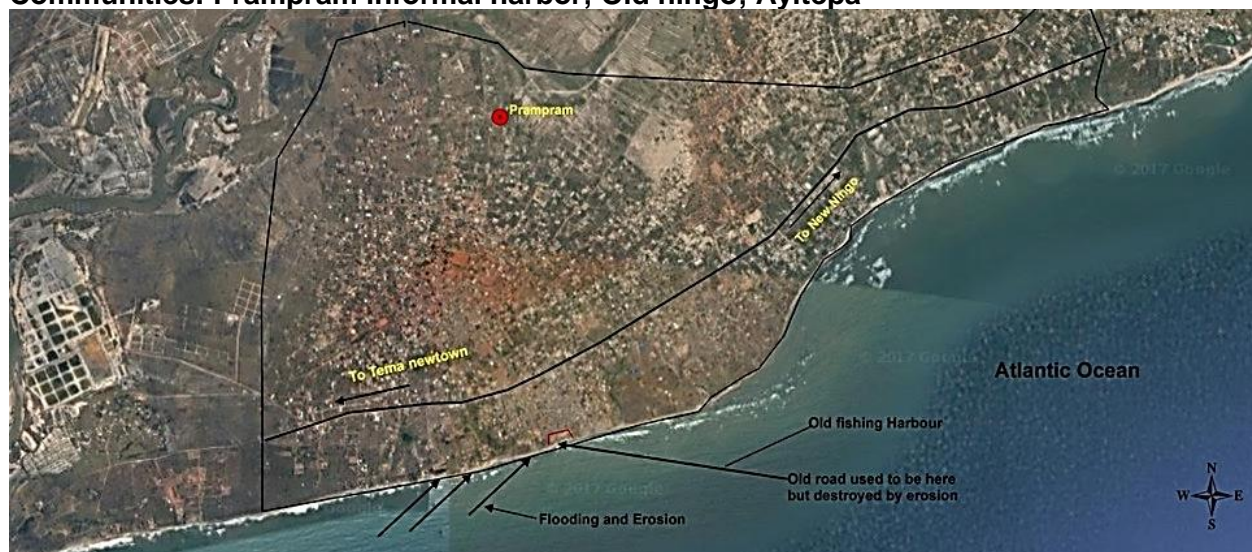 Communities: Prampram informal harbor; Old ningo; Ayitepa
Prampram
© 2017 Google
To New Ningo
© 2017 Google
To Tema newtown
Atlantic Ocean
Old fishing Harbour
Old road used to be here
but destroyed by erosion
© 2017 Google
Flooding and Erosion
Google
N
W E
S